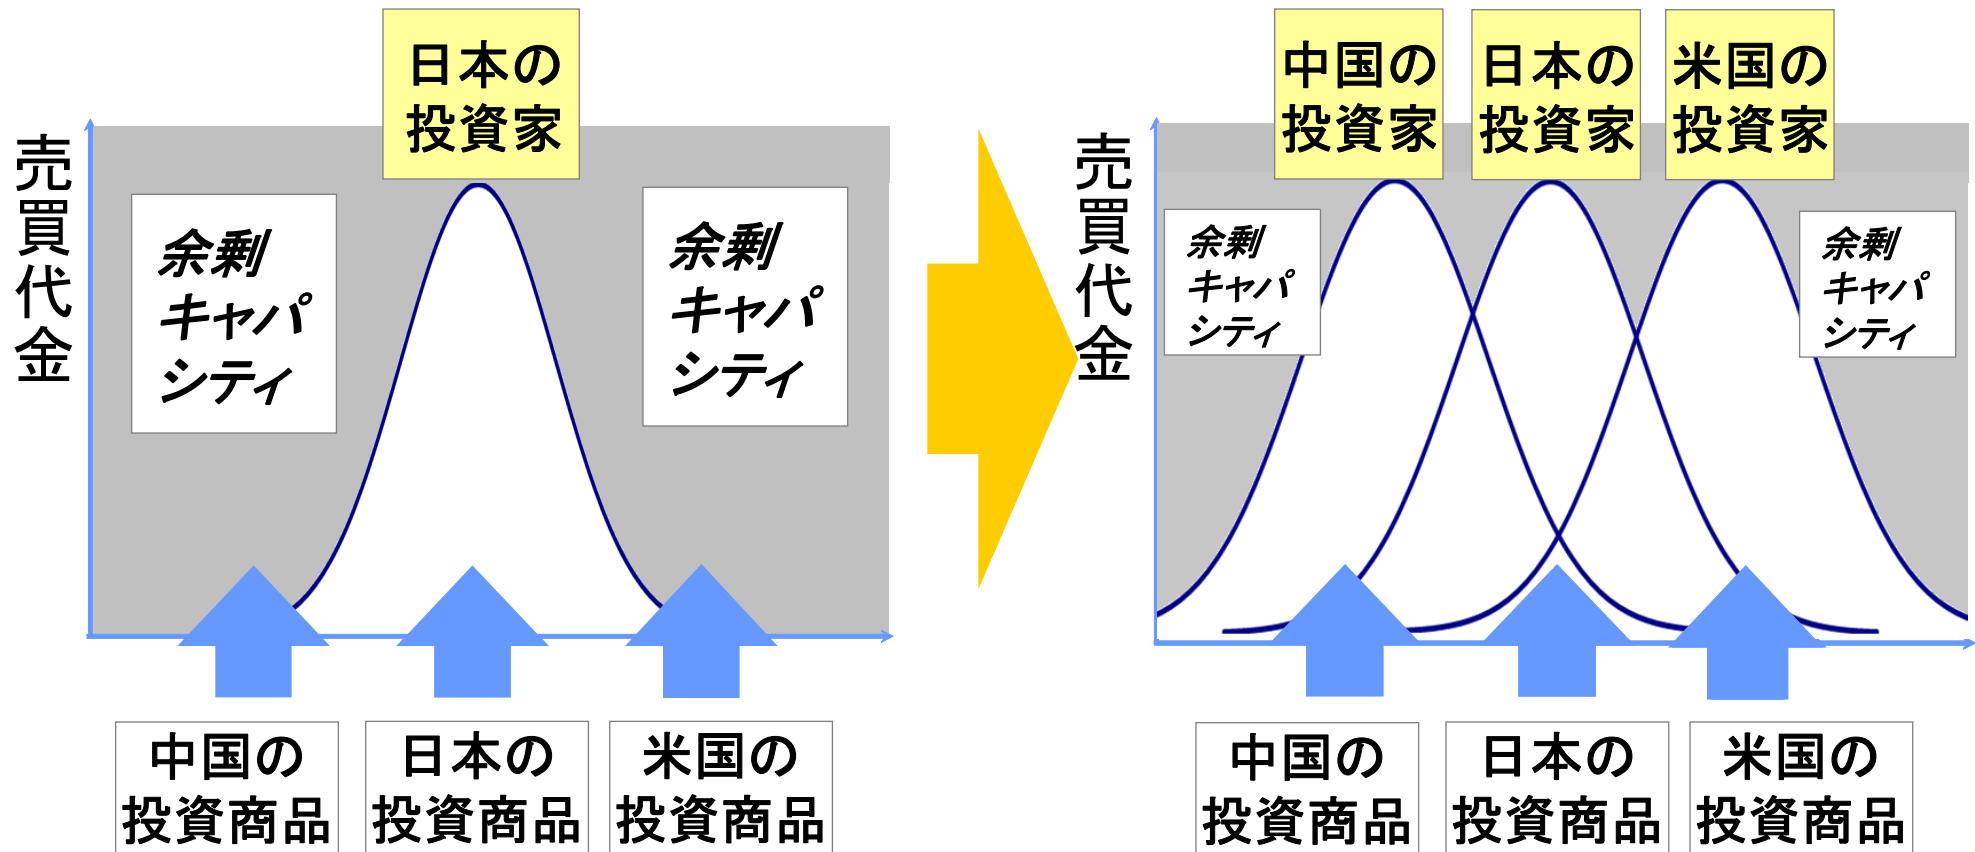 日本の
投資家
売買代金
余剰
キャパ
シティ
余剰
キャパ
シティ
中国の
投資商品
日本の
投資商品
米国の
投資商品
中国の
投資家
日本の
投資家
米国の
投資家
売買代金
余剰
キャパ
シティ
余剰
キャパ
シティ
中国の
投資商品
日本の
投資商品
米国の
投資商品